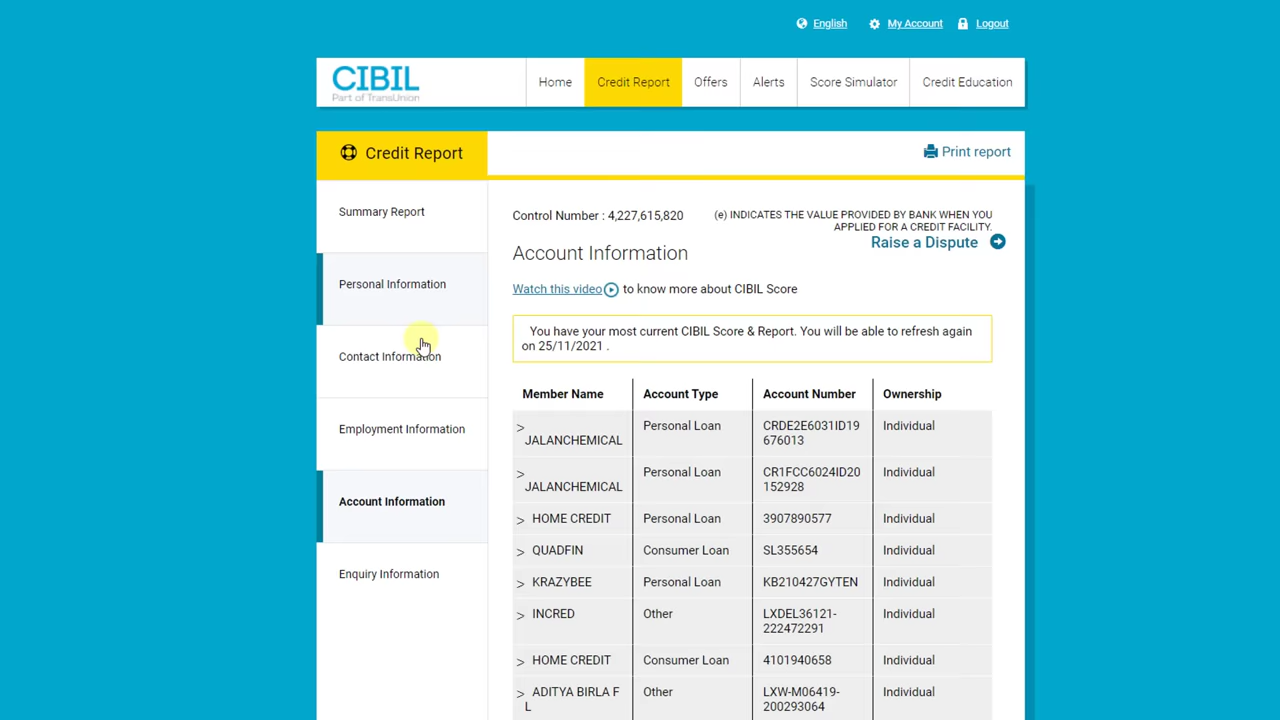 English My Account Logout
CIBIL
Part of TransUnion
Home Credit Report Offers Alerts Score Simulator Credit Education
Credit Report
Print report
Summary Report
Personal Information
Contact Information
Employment Information
Account Information
Enquiry Information
Control Number : 4,227,615,820
(e) INDICATES THE VALUE PROVIDED BY BANK WHEN YOU
APPLIED FOR A CREDIT FACILITY.
Raise a Dispute
Account Information
Watch this video to know more about CIBIL Score
You have your most current CIBIL Score & Report. You will be able to refresh again
on 25/11/2021 .
Member Name Account Type Account Number Ownership
> Personal Loan CRDE2E6031ID19 Individual
JALANCHEMICAL 676013
> Personal Loan CR1FCC6024ID20 Individual
JALANCHEMICAL 152928
> HOME CREDIT Personal Loan 3907890577 Individual
> QUADFIN Consumer Loan SL355654 Individual
> KRAZYBEE Personal Loan KB210427GYTEN Individual
> INCRED Other LXDEL36121- Individual
222472291
> HOME CREDIT Consumer Loan 4101940658 Individual
> ADITYA BIRLA F Other LXW-M06419- Individual
L 200293064